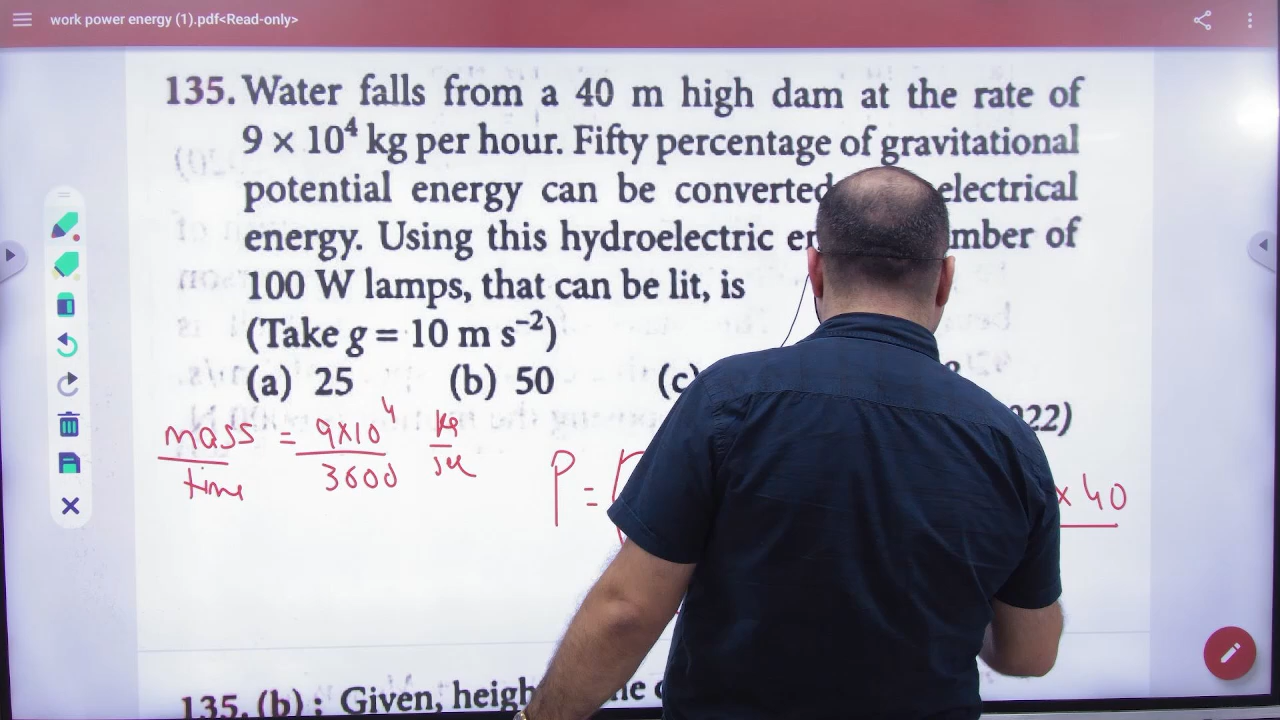 work power energy (1).pdf<Read-only>
135. Water falls from a 40 m high dam at the rate of
9 × 10⁴ kg per hour. Fifty percentage of gravitational
potential energy can be converted electrical
energy. Using this hydroelectric of
100 W lamps, that can be lit, is
(Take g = 10 m s⁻²)
(a) 25 (b) 50 (c)
mass/time = 9×10⁴/3600 kg/sec
P =
× 40
135. (b) : Given,